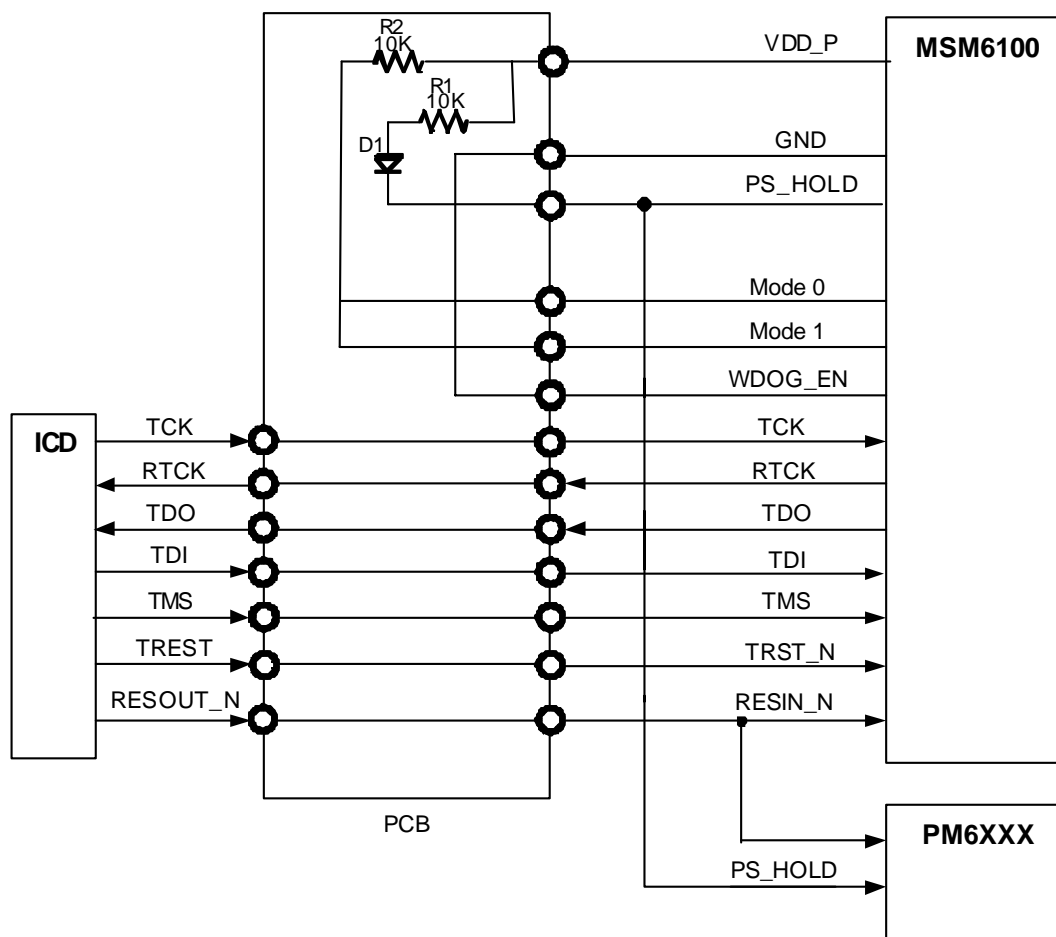 R2
10K
VDD_P
MSM6100
R1
10K
D1
GND
PS_HOLD
Mode 0
Mode 1
WDOG_EN
ICD
TCK
TCK
RTCK
RTCK
TDO
TDO
TDI
TDI
TMS
TMS
TREST
TRST_N
RESOUT_N
RESIN_N
PCB
PM6XXX
PS_HOLD